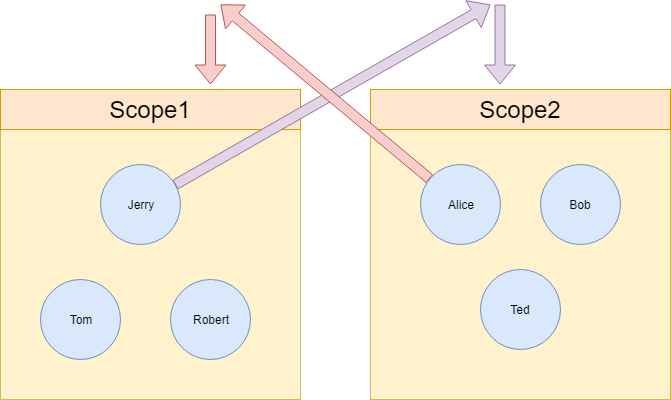 Scope1
Scope2
Jerry
Alice
Bob
Tom
Robert
Ted